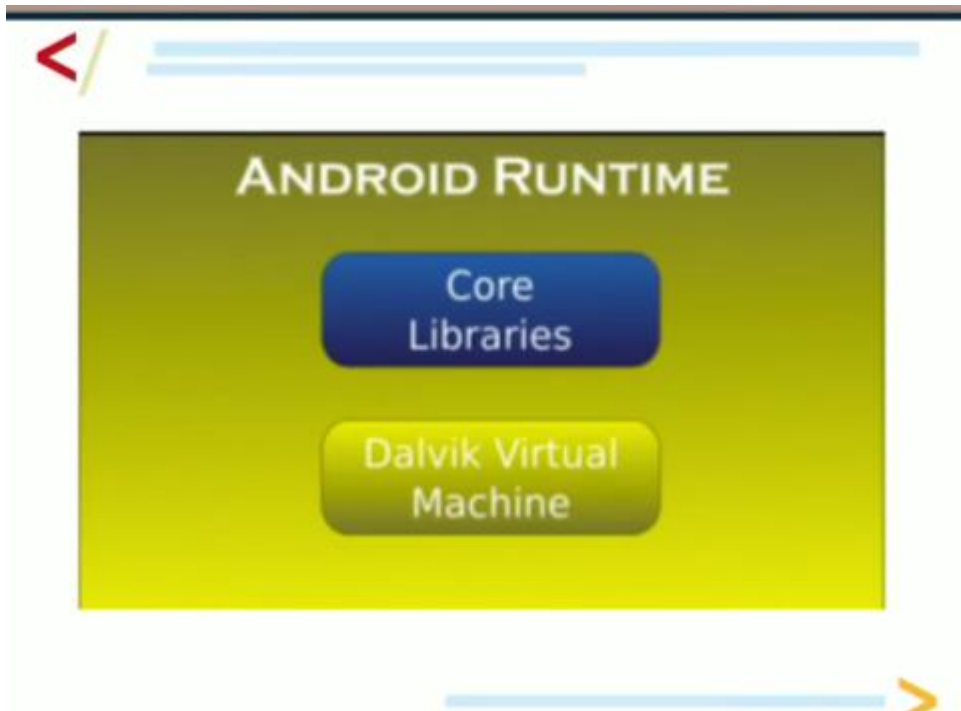 </
ANDROID RUNTIME
Core
Libraries
Dalvik Virtual
Machine
>